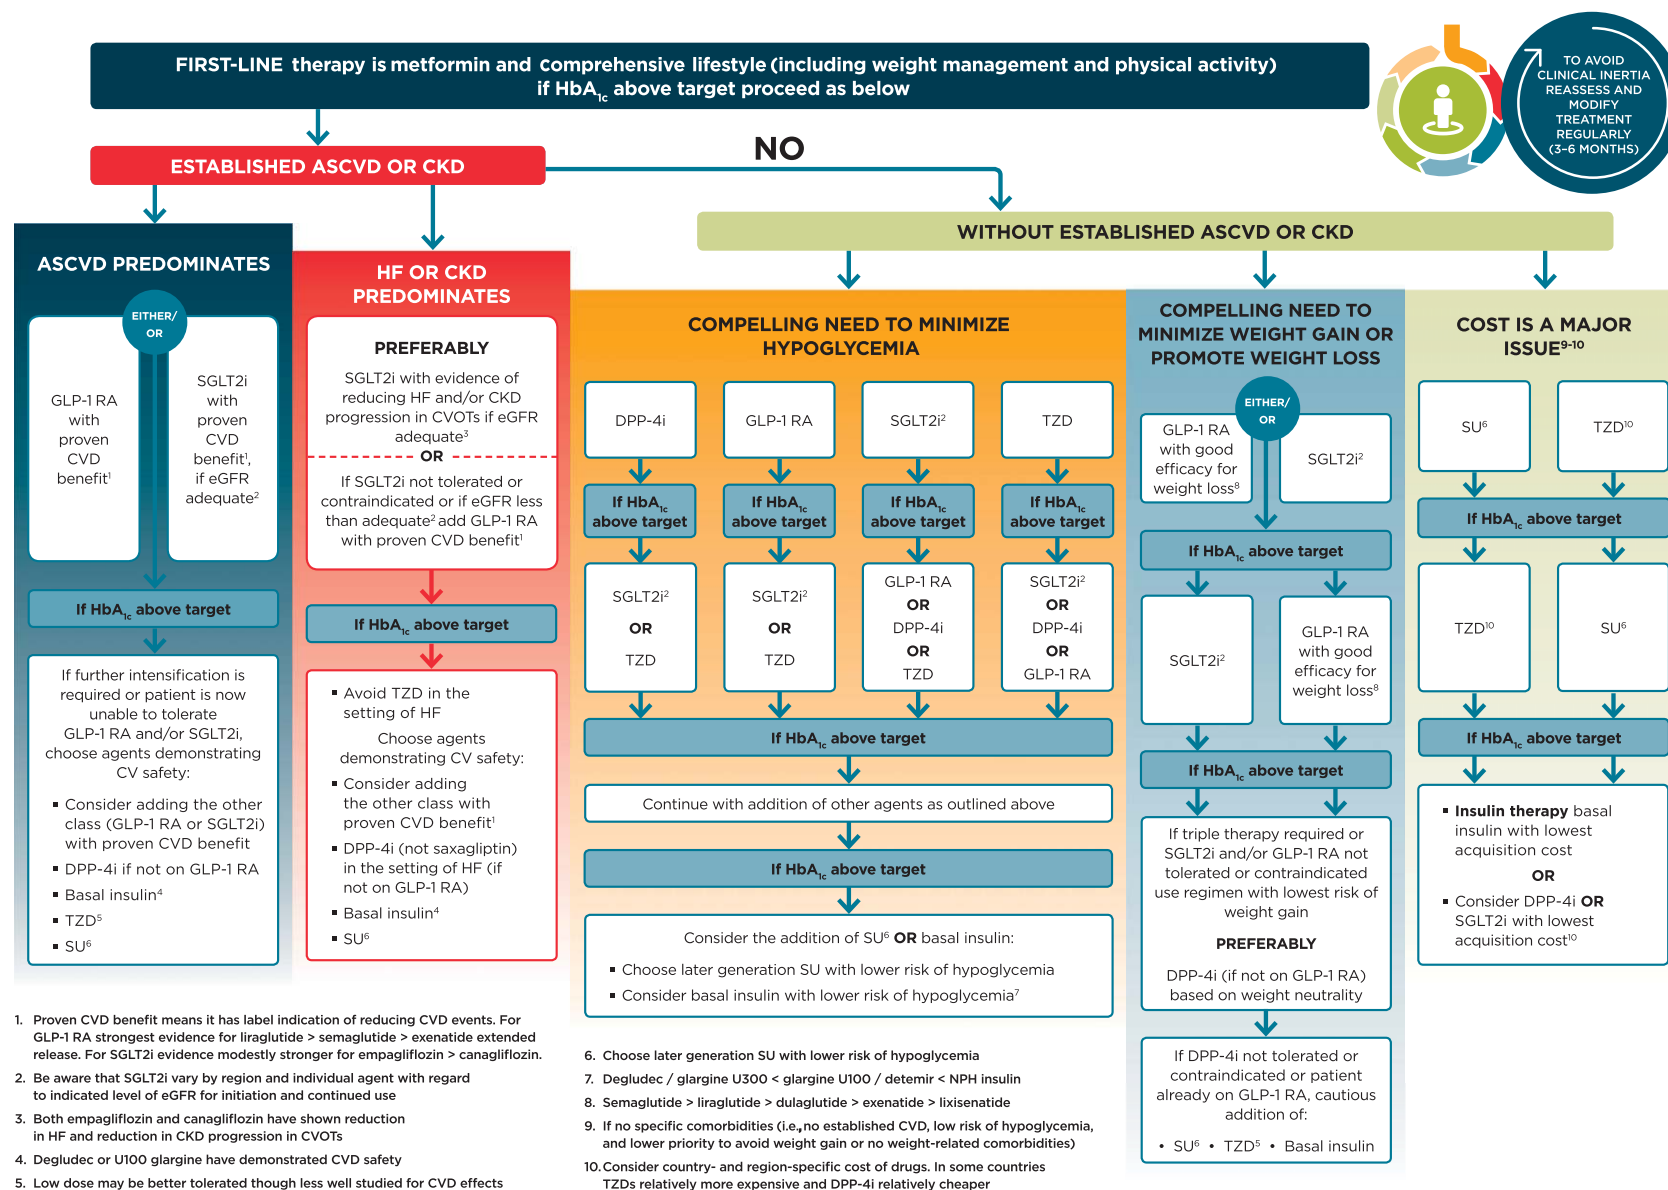 FIRST-LINE therapy is metformin and comprehensive lifestyle (including weight management and physical activity)
if HbA1c above target proceed as below
TO AVOID
CLINICAL INERTIA
REASSESS AND
MODIFY
TREATMENT
REGULARLY
(3–6 MONTHS)
ESTABLISHED ASCVD OR CKD
NO
WITHOUT ESTABLISHED ASCVD OR CKD
ASCVD PREDOMINATES
EITHER/
OR
GLP-1 RA
with
proven
CVD
benefit1
SGLT2i
with
proven
CVD
benefit1,
if eGFR
adequate2
If HbA1c above target
If further intensification is
required or patient is now
unable to tolerate
GLP-1 RA and/or SGLT2i,
choose agents demonstrating
CV safety:
▪ Consider adding the other
class (GLP-1 RA or SGLT2i)
with proven CVD benefit
▪ DPP-4i if not on GLP-1 RA
▪ Basal insulin4
▪ TZD5
▪ SU6
HF OR CKD
PREDOMINATES
PREFERABLY
SGLT2i with evidence of
reducing HF and/or CKD
progression in CVOTs if eGFR
adequate3
OR
If SGLT2i not tolerated or
contraindicated or if eGFR less
than adequate2 add GLP-1 RA
with proven CVD benefit1
If HbA1c above target
▪ Avoid TZD in the
setting of HF
Choose agents
demonstrating CV safety:
▪ Consider adding
the other class with
proven CVD benefit1
▪ DPP-4i (not saxagliptin)
in the setting of HF (if
not on GLP-1 RA)
▪ Basal insulin4
▪ SU6
COMPELLING NEED TO MINIMIZE
HYPOGLYCEMIA
DPP-4i
GLP-1 RA
SGLT2i2
TZD
If HbA1c
above target
If HbA1c
above target
If HbA1c
above target
If HbA1c
above target
SGLT2i2
OR
TZD
SGLT2i2
OR
TZD
GLP-1 RA
OR
DPP-4i
OR
TZD
SGLT2i2
OR
DPP-4i
OR
GLP-1 RA
If HbA1c above target
Continue with addition of other agents as outlined above
If HbA1c above target
Consider the addition of SU6 OR basal insulin:
▪ Choose later generation SU with lower risk of hypoglycemia
▪ Consider basal insulin with lower risk of hypoglycemia7
COMPELLING NEED TO
MINIMIZE WEIGHT GAIN OR
PROMOTE WEIGHT LOSS
EITHER/
OR
GLP-1 RA
with good
efficacy for
weight loss8
SGLT2i2
If HbA1c above target
SGLT2i2
GLP-1 RA
with good
efficacy for
weight loss8
If HbA1c above target
If triple therapy required or
SGLT2i and/or GLP-1 RA not
tolerated or contraindicated
use regimen with lowest risk of
weight gain
PREFERABLY
DPP-4i (if not on GLP-1 RA)
based on weight neutrality
If DPP-4i not tolerated or
contraindicated or patient
already on GLP-1 RA, cautious
addition of:
• SU6 • TZD5 • Basal insulin
COST IS A MAJOR
ISSUE9-10
SU6
TZD10
If HbA1c above target
TZD10
SU6
If HbA1c above target
▪ Insulin therapy basal
insulin with lowest
acquisition cost
OR
▪ Consider DPP-4i OR
SGLT2i with lowest
acquisition cost10
1. Proven CVD benefit means it has label indication of reducing CVD events. For
GLP-1 RA strongest evidence for liraglutide > semaglutide > exenatide extended
release. For SGLT2i evidence modestly stronger for empagliflozin > canagliflozin.
2. Be aware that SGLT2i vary by region and individual agent with regard
to indicated level of eGFR for initiation and continued use
3. Both empagliflozin and canagliflozin have shown reduction
in HF and reduction in CKD progression in CVOTs
4. Degludec or U100 glargine have demonstrated CVD safety
5. Low dose may be better tolerated though less well studied for CVD effects
6. Choose later generation SU with lower risk of hypoglycemia
7. Degludec / glargine U300 < glargine U100 / detemir < NPH insulin
8. Semaglutide > liraglutide > dulaglutide > exenatide > lixisenatide
9. If no specific comorbidities (i.e., no established CVD, low risk of hypoglycemia,
and lower priority to avoid weight gain or no weight-related comorbidities)
10. Consider country- and region-specific cost of drugs. In some countries
TZDs relatively more expensive and DPP-4i relatively cheaper